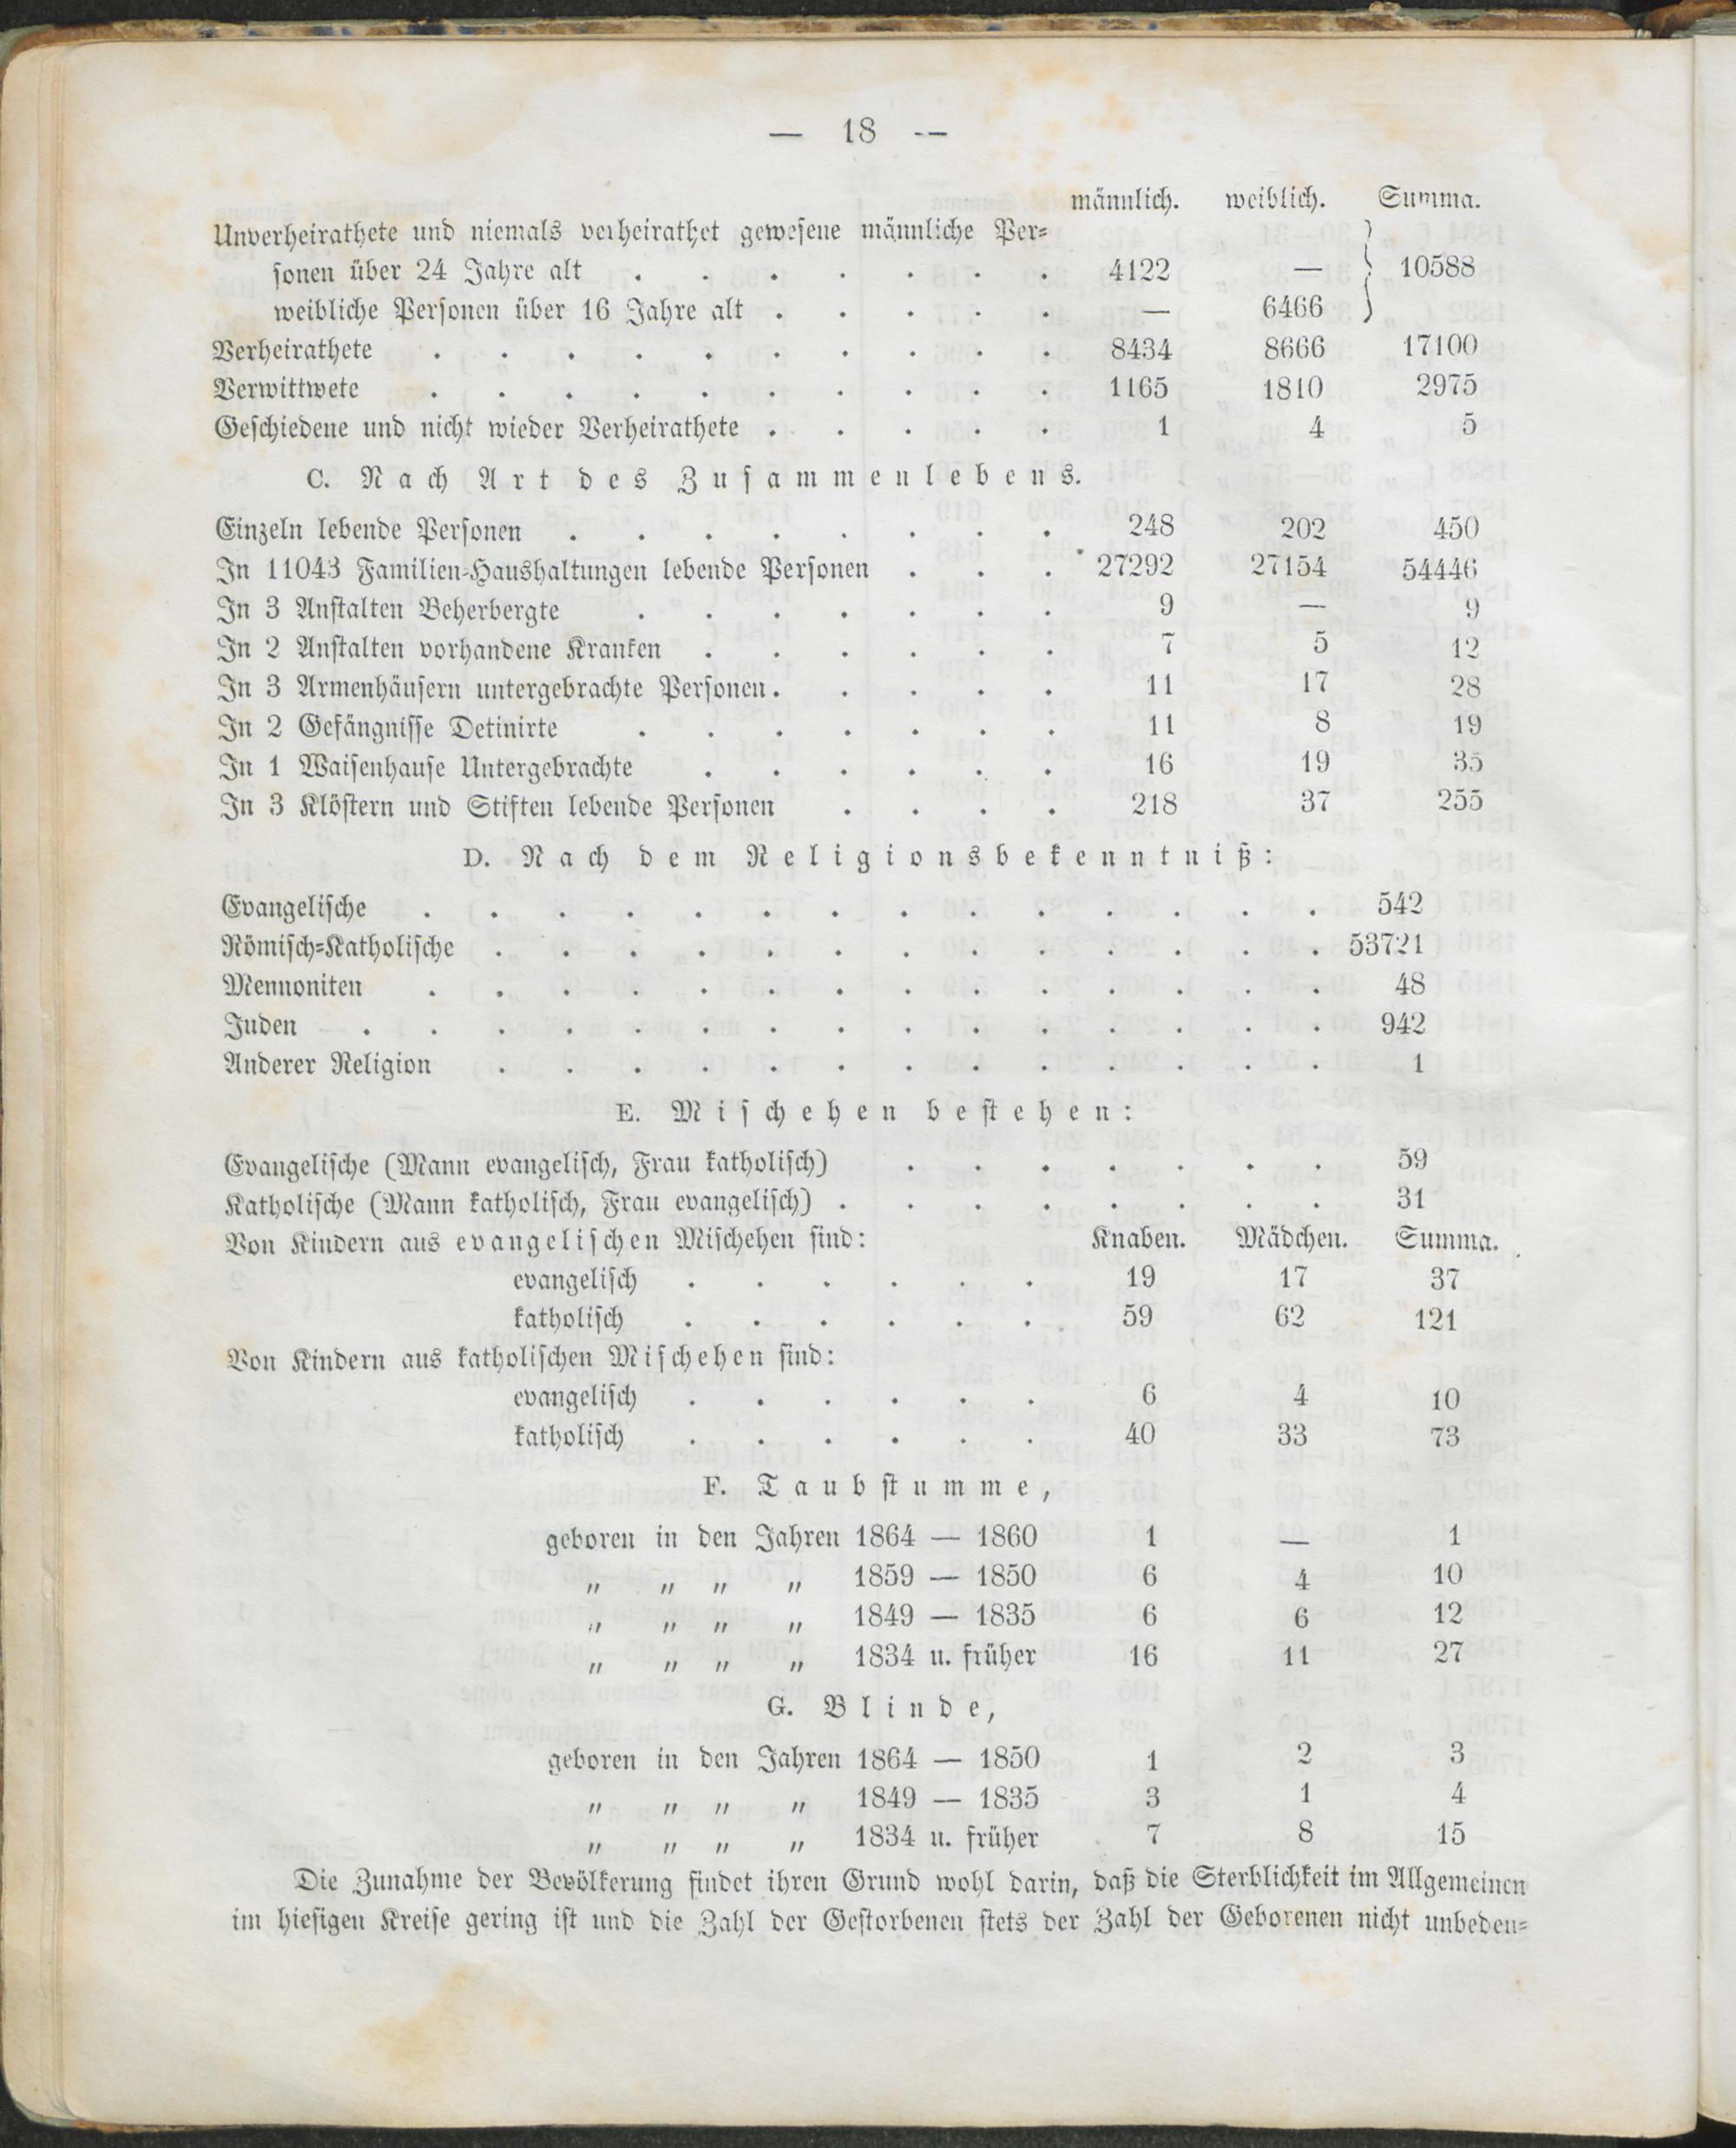 — 18 —
männlich. weiblich. Summa.
Unverheirathete und niemals verheirathet gewesene männliche Per=
sonen über 24 Jahre alt . . . . . . . 4122 — 10588
weibliche Personen über 16 Jahre alt . . . . . — 6466
Verheirathete . . . . . . . . . . 8434 8666 17100
Verwittwete . . . . . . . . . . 1165 1810 2975
Geschiedene und nicht wieder Verheirathete . . . . . 1 4 5
C. Nach Art des Zusammenlebens.
Einzeln lebende Personen . . . . . . . . 248 202 450
In 11043 Familien=Haushaltungen lebende Personen . . . 27292 27154 54446
In 3 Anstalten Beherbergte . . . . . . . 9 — 9
In 2 Anstalten vorhandene Kranken . . . . . . 7 5 12
In 3 Armenhäusern untergebrachte Personen . . . . . 11 17 28
In 2 Gefängnisse Detinirte . . . . . . . 11 8 19
In 1 Waisenhause Untergebrachte . . . . . . 16 19 35
In 3 Klöstern und Stiften lebende Personen . . . . 218 37 255
D. Nach dem Religionsbekenntniß:
Evangelische . . . . . . . . . . . . . . 542
Römisch=Katholische . . . . . . . . . . . . . 53721
Mennoniten . . . . . . . . . . . . . . 48
Juden . . . . . . . . . . . . . . . 942
Anderer Religion . . . . . . . . . . . . . 1
E. Mischehen bestehen:
Evangelische (Mann evangelisch, Frau katholisch) . . . . . . . 59
Katholische (Mann katholisch, Frau evangelisch) . . . . . . . . 31
Von Kindern aus evangelischen Mischehen sind: Knaben. Mädchen. Summa.
evangelisch . . . . . . 19 17 37
katholisch . . . . . . 59 62 121
Von Kindern aus katholischen Mischehen sind:
evangelisch . . . . . . 6 4 10
katholisch . . . . . . 40 33 73
F. Taubstumme,
geboren in den Jahren 1864 — 1860 1 — 1
„ „ „ „ 1859 — 1850 6 4 10
„ „ „ „ 1849 — 1835 6 6 12
„ „ „ „ 1834 u. früher 16 11 27
G. Blinde,
geboren in den Jahren 1864 — 1850 1 2 3
„ „ „ „ 1849 — 1835 3 1 4
„ „ „ „ 1834 u. früher 7 8 15
Die Zunahme der Bevölkerung findet ihren Grund wohl darin, daß die Sterblichkeit im Allgemeinen
im hiesigen Kreise gering ist und die Zahl der Gestorbenen stets der Zahl der Geborenen nicht unbeden=